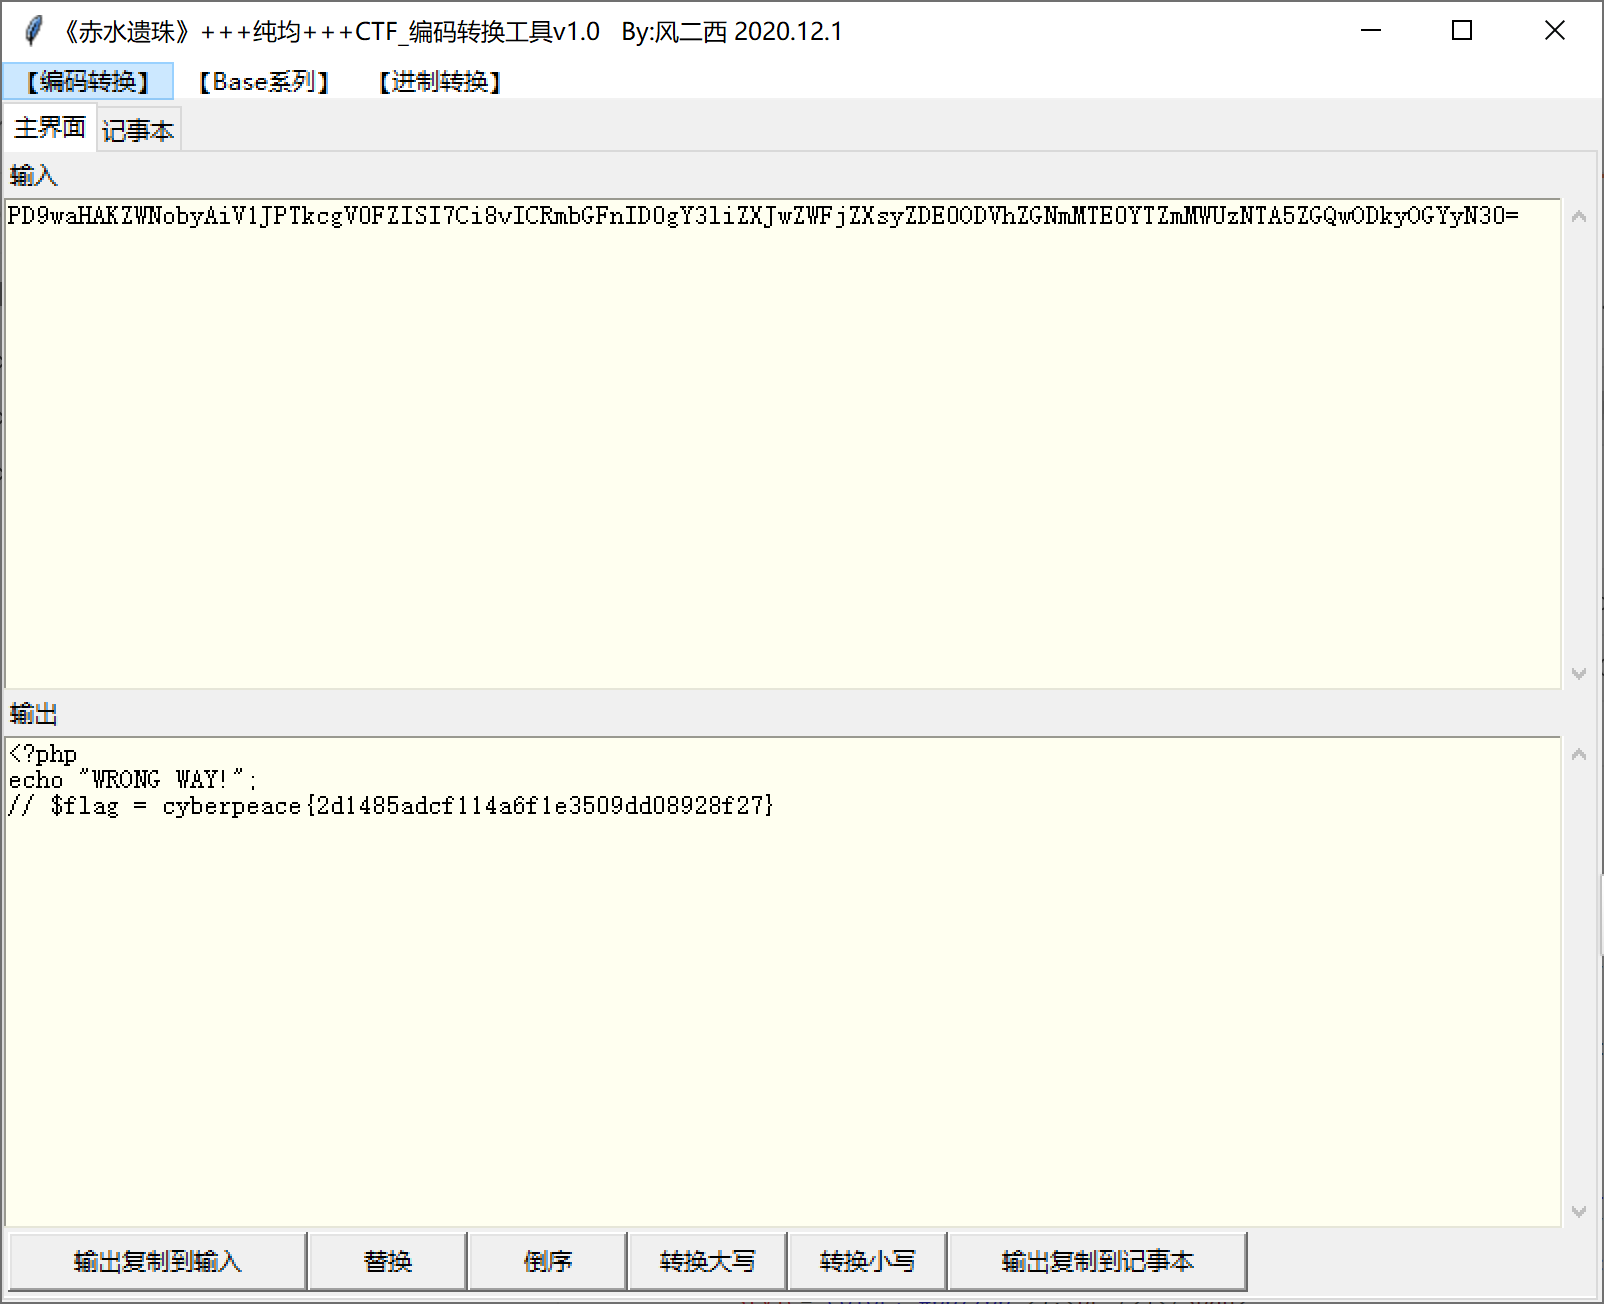 《赤水遗珠》+++纯均+++CTF_编码转换工具v1.0 By:风二西 2020.12.1
【编码转换】 【Base系列】 【进制转换】
主界面 记事本
输入
PD9waHAKZWNobyAiV1JPTkcgV0FZISI7Ci8vICRmbGFnID0gY3liZXJwZWFjZXsyZDE0ODVhZGNmMTE0YTZmMWUzNTA5ZGQwODkyOGYyN30=
输出
<?php
echo "WRONG WAY!";
// $flag = cyberpeace{2d1485adcf114a6f1e3509dd08928f27}
输出复制到输入 替换 倒序 转换大写 转换小写 输出复制到记事本